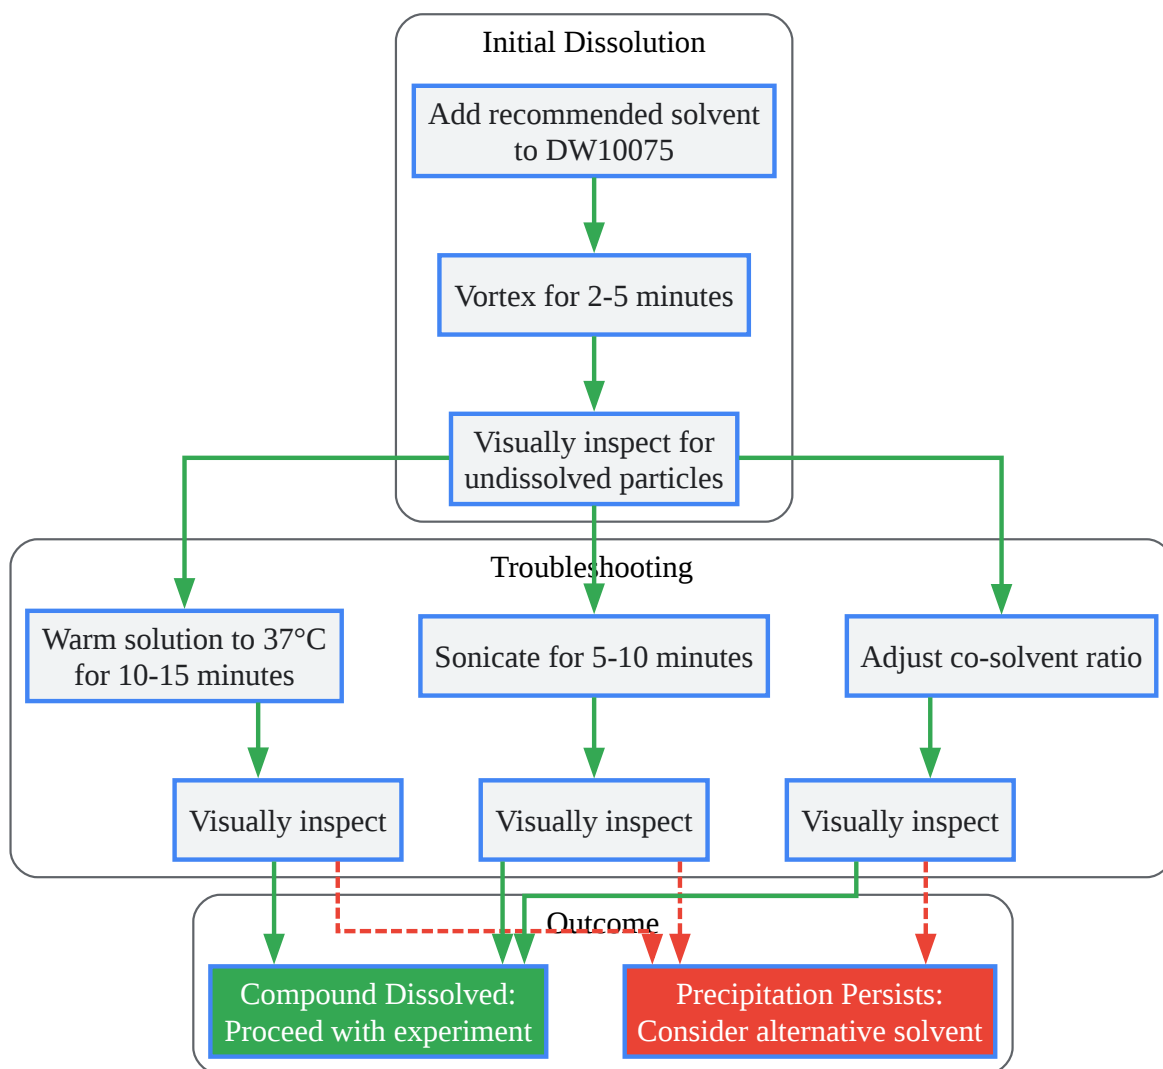 Initial Dissolution
Add recommended solvent
to DW10075
Vortex for 2-5 minutes
Visually inspect for
undissolved particles
Troubleshooting
Warm solution to 37°C
for 10-15 minutes
Sonicate for 5-10 minutes
Adjust co-solvent ratio
Visually inspect
Visually inspect
Visually inspect
Outcome
Compound Dissolved:
Proceed with experiment
Precipitation Persists:
Consider alternative solvent